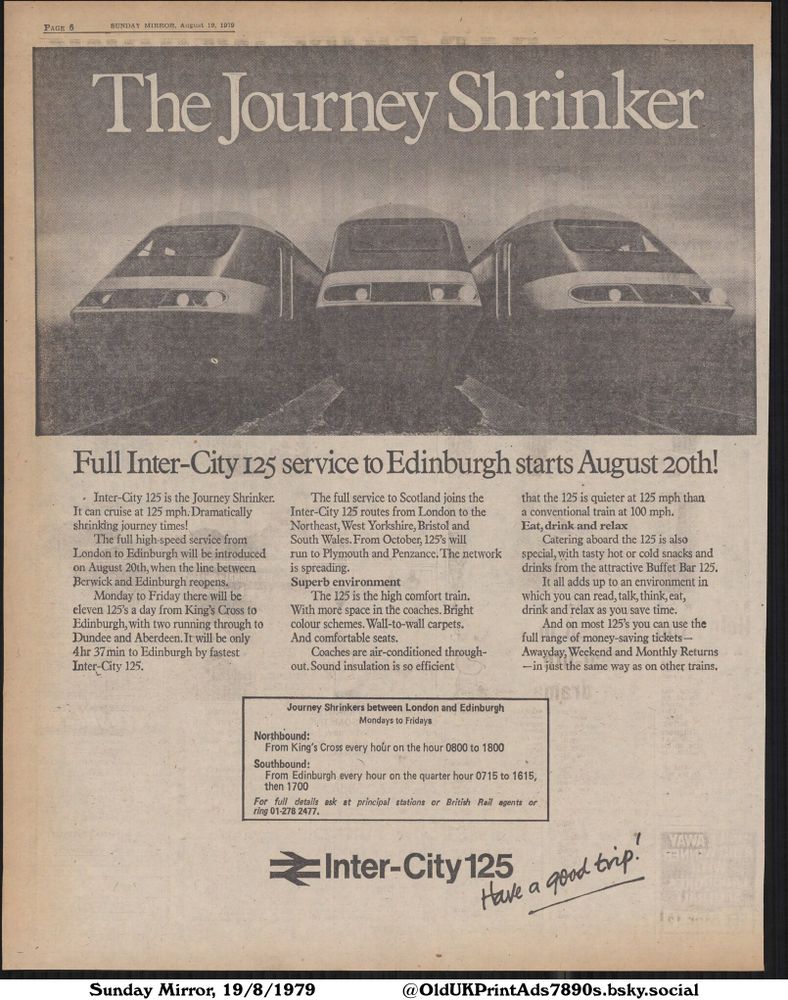 PAGE 6
SUNDAY MIRROR, August 19, 1979
The Journey Shrinker
Full Inter-City 125 service to Edinburgh starts August 20th!
Inter-City 125 is the Journey Shrinker.
It can cruise at 125 mph. Dramatically
shrinking journey times!
The full high-speed service from
London to Edinburgh will be introduced
on August 20th, when the line between
Berwick and Edinburgh reopens.
Monday to Friday there will be
eleven 125's a day from King's Cross to
Edinburgh, with two running through to
Dundee and Aberdeen. It will be only
4hr 37min to Edinburgh by fastest
Inter-City 125.
The full service to Scotland joins the
Inter-City 125 routes from London to the
Northeast, West Yorkshire, Bristol and
South Wales. From October, 125's will
run to Plymouth and Penzance. The network
is spreading.
Superb environment
The 125 is the high comfort train.
With more space in the coaches. Bright
colour schemes. Wall-to-wall carpets.
And comfortable seats.
Coaches are air-conditioned through-
out. Sound insulation is so efficient
that the 125 is quieter at 125 mph than
a conventional train at 100 mph.
Eat, drink and relax
Catering aboard the 125 is also
special, with tasty hot or cold snacks and
drinks from the attractive Buffet Bar 125.
It all adds up to an environment in
which you can read, talk, think, eat,
drink and relax as you save time.
And on most 125's you can use the
full range of money-saving tickets—
Awayday, Weekend and Monthly Returns
—in just the same way as on other trains.
Journey Shrinkers between London and Edinburgh
Mondays to Fridays
Northbound:
From King's Cross every hour on the hour 0800 to 1800
Southbound:
From Edinburgh every hour on the quarter hour 0715 to 1615,
then 1700
For full details ask at principal stations or British Rail agents or
ring 01-278 2477.
Inter-City 125
Have a good trip!
Sunday Mirror, 19/8/1979
@OldUKPrintAds7890s.bsky.social